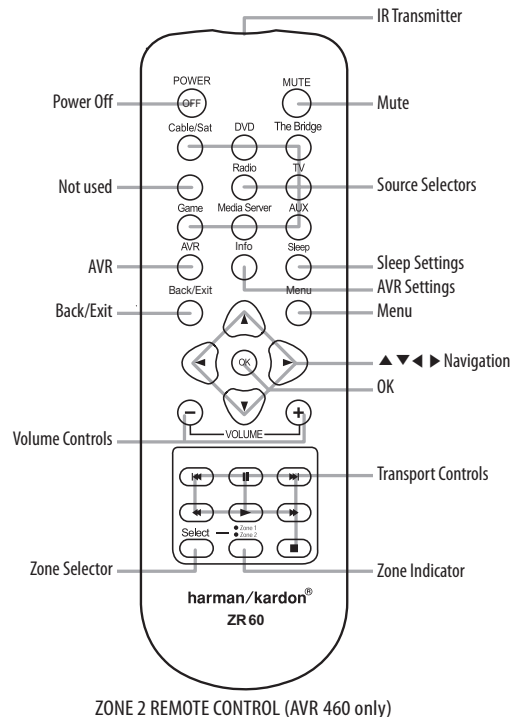 IR Transmitter
POWER
MUTE
Power Off
OFF
Mute
Cable/Sat
DVD
The Bridge
Radio
TV
Not used
Source Selectors
Game
Media Server
AUX
AVR
Info
Sleep
AVR
Sleep Settings
AVR Settings
Back/Exit
Menu
Back/Exit
Menu
▲ ▼ ◀ ▶ Navigation
OK
OK
VOLUME
Volume Controls
Transport Controls
Select
Zone 1
Zone 2
Zone Selector
Zone Indicator
harman/kardon®
ZR 60
ZONE 2 REMOTE CONTROL (AVR 460 only)